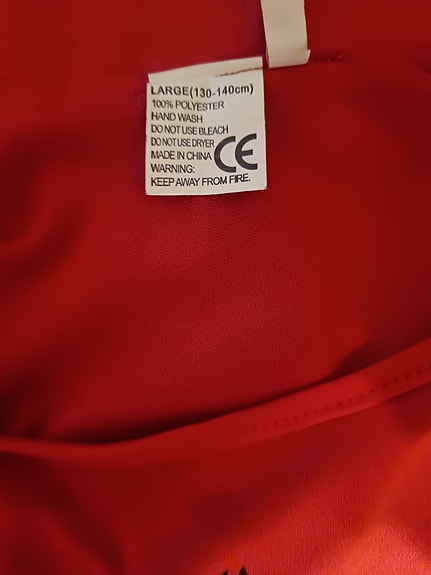 LARGE(130-140cm)
100% POLYESTER
HAND WASH
DO NOT USE BLEACH
DO NOT USE DRYER
MADE IN CHINA
WARNING:
KEEP AWAY FROM FIRE.
CE